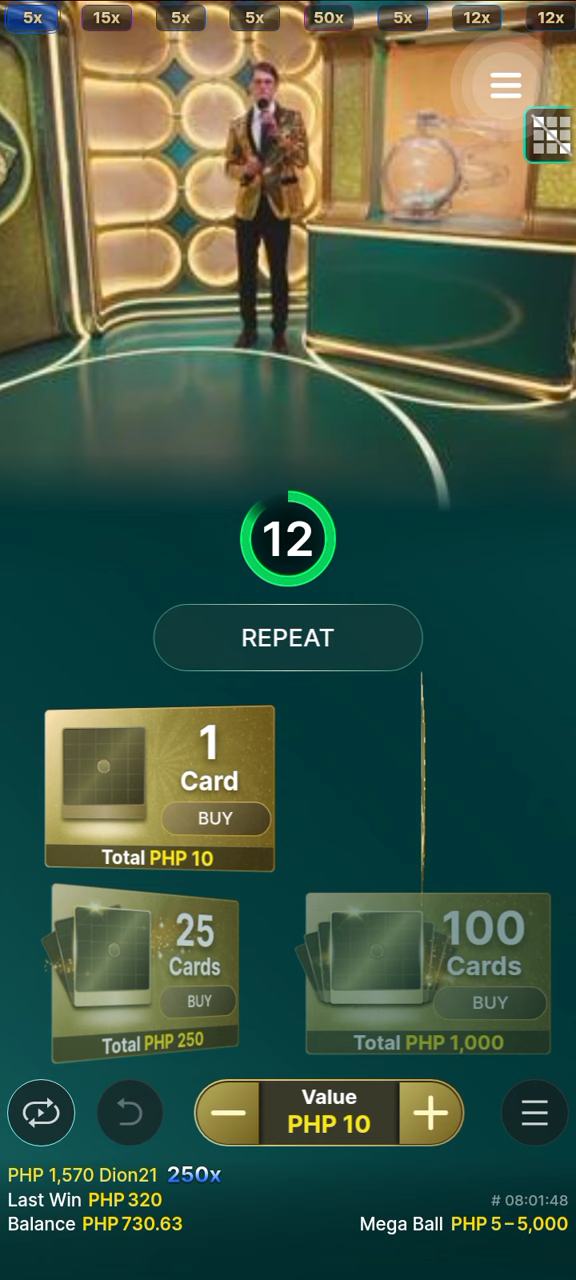 5x 15x 5x 5x 50x 5x 12x 12x
12
REPEAT
1
Card
BUY
Total PHP 10
25
Cards
BUY
Total PHP 250
100
Cards
BUY
Total PHP 1,000
Value
PHP 10
PHP 1,570 Dion21 250x
Last Win PHP 320
# 08:01:48
Balance PHP 730.63
Mega Ball PHP 5–5,000